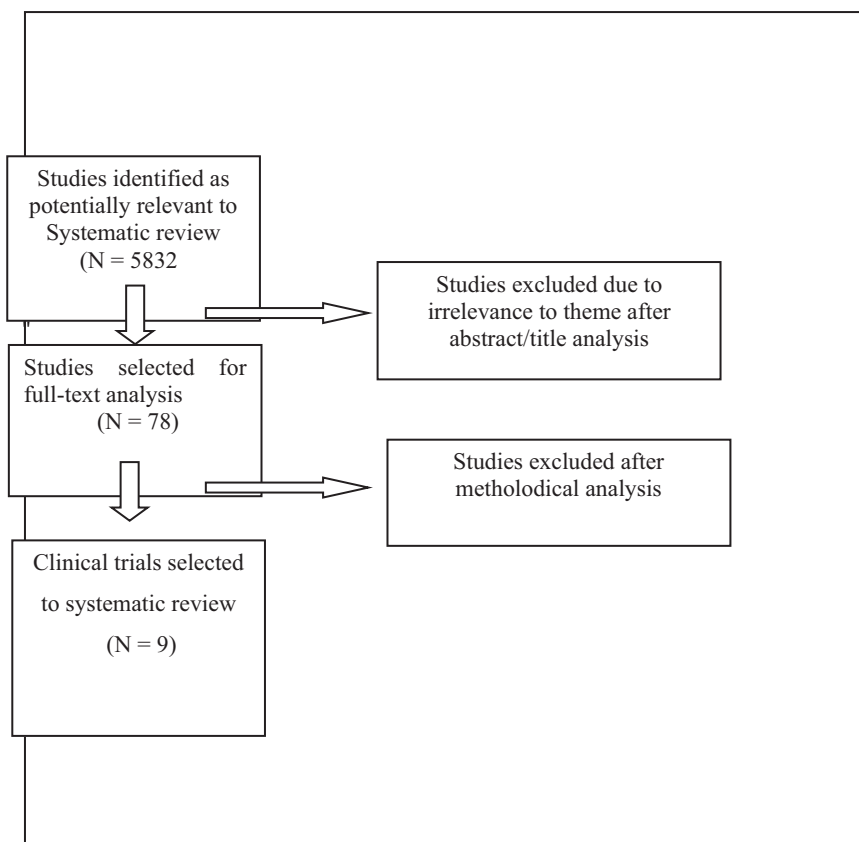 Studies identified as
potentially relevant to
Systematic review
(N = 5832
Studies excluded due to
irrelevance to theme after
abstract/title analysis
Studies selected for
full-text analysis
(N = 78)
Studies excluded after
metholodical analysis
Clinical trials selected
to systematic review
(N = 9)